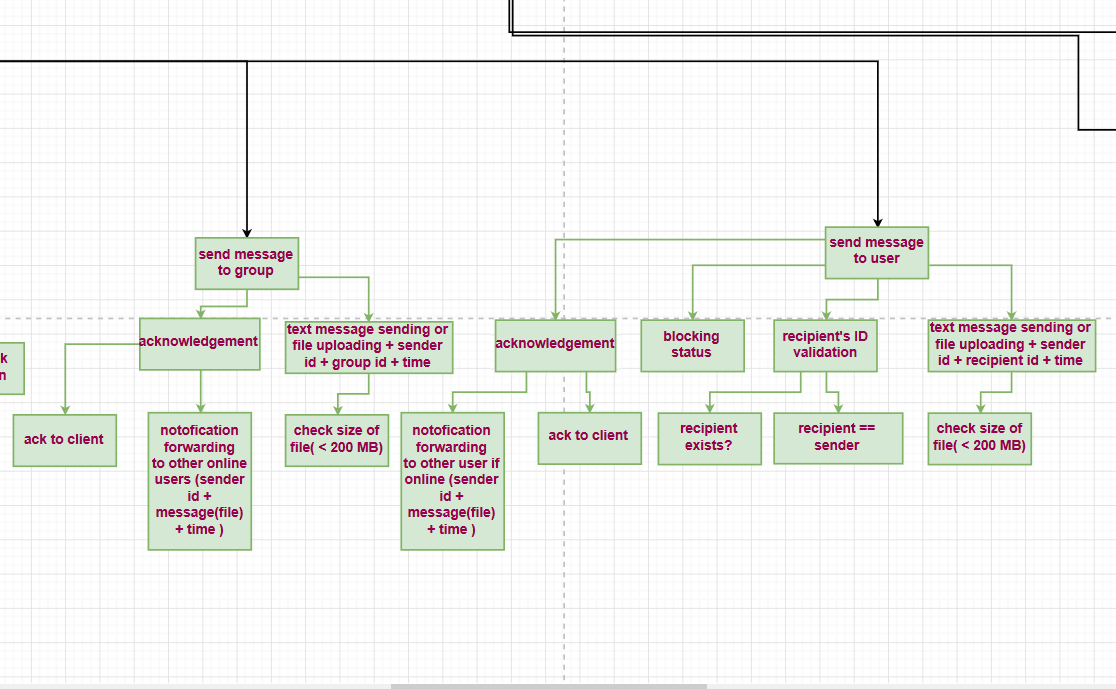 send message
to group
send message
to user
acknowledgement
text message sending or
file uploading + sender
id + group id + time
acknowledgement
blocking
status
recipient's ID
validation
text message sending or
file uploading + sender
id + recipient id + time
k
n
ack to client
notofication
forwarding
to other online
users (sender
id +
message(file)
+ time )
check size of
file( < 200 MB)
notofication
forwarding
to other user if
online (sender
id +
message(file)
+ time )
ack to client
recipient
exists?
recipient ==
sender
check size of
file( < 200 MB)